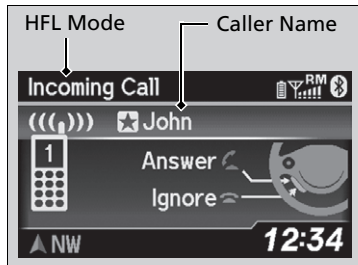 HFL Mode Caller Name
Incoming Call RM
John
1
Answer
Ignore
NW 12:34